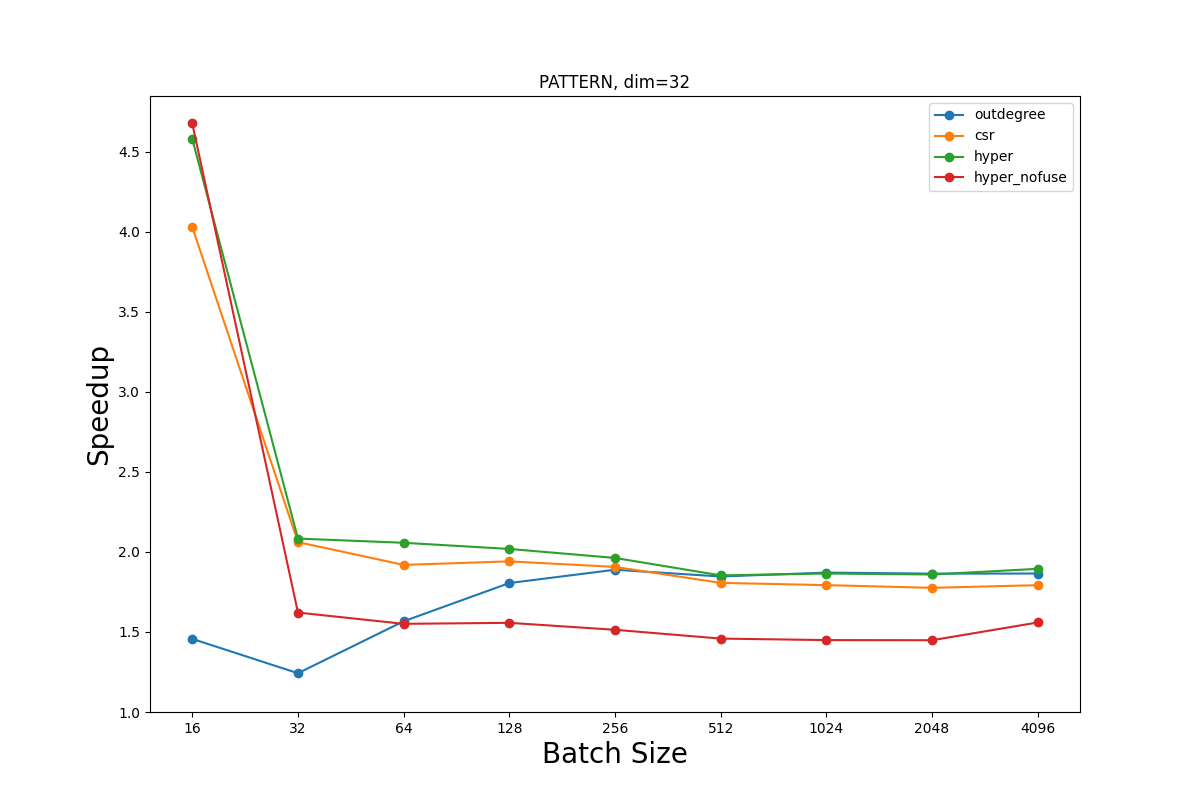 PATTERN, dim=32
outdegree
csr
hyper
hyper_nofuse
4.5
4.0
3.5
3.0
2.5
2.0
1.5
1.0
Speedup
16 32 64 128 256 512 1024 2048 4096
Batch Size